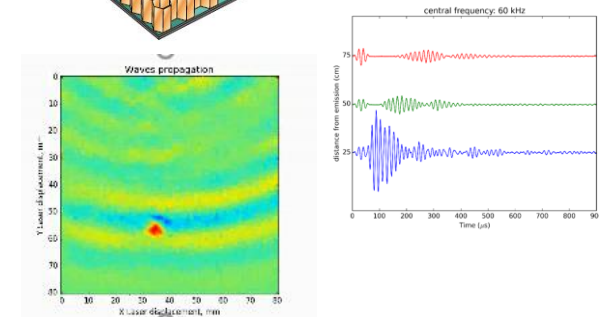 Waves propagation
0
10
20
30
40
50
60
70
80
Y Laser displacement, mm
0 10 20 30 40 50 60 70 80
X Laser displacement, mm
central frequency: 60 kHz
75
50
25
distance from emission (cm)
0 100 200 300 400 500 600 700 800 90
Time (μs)